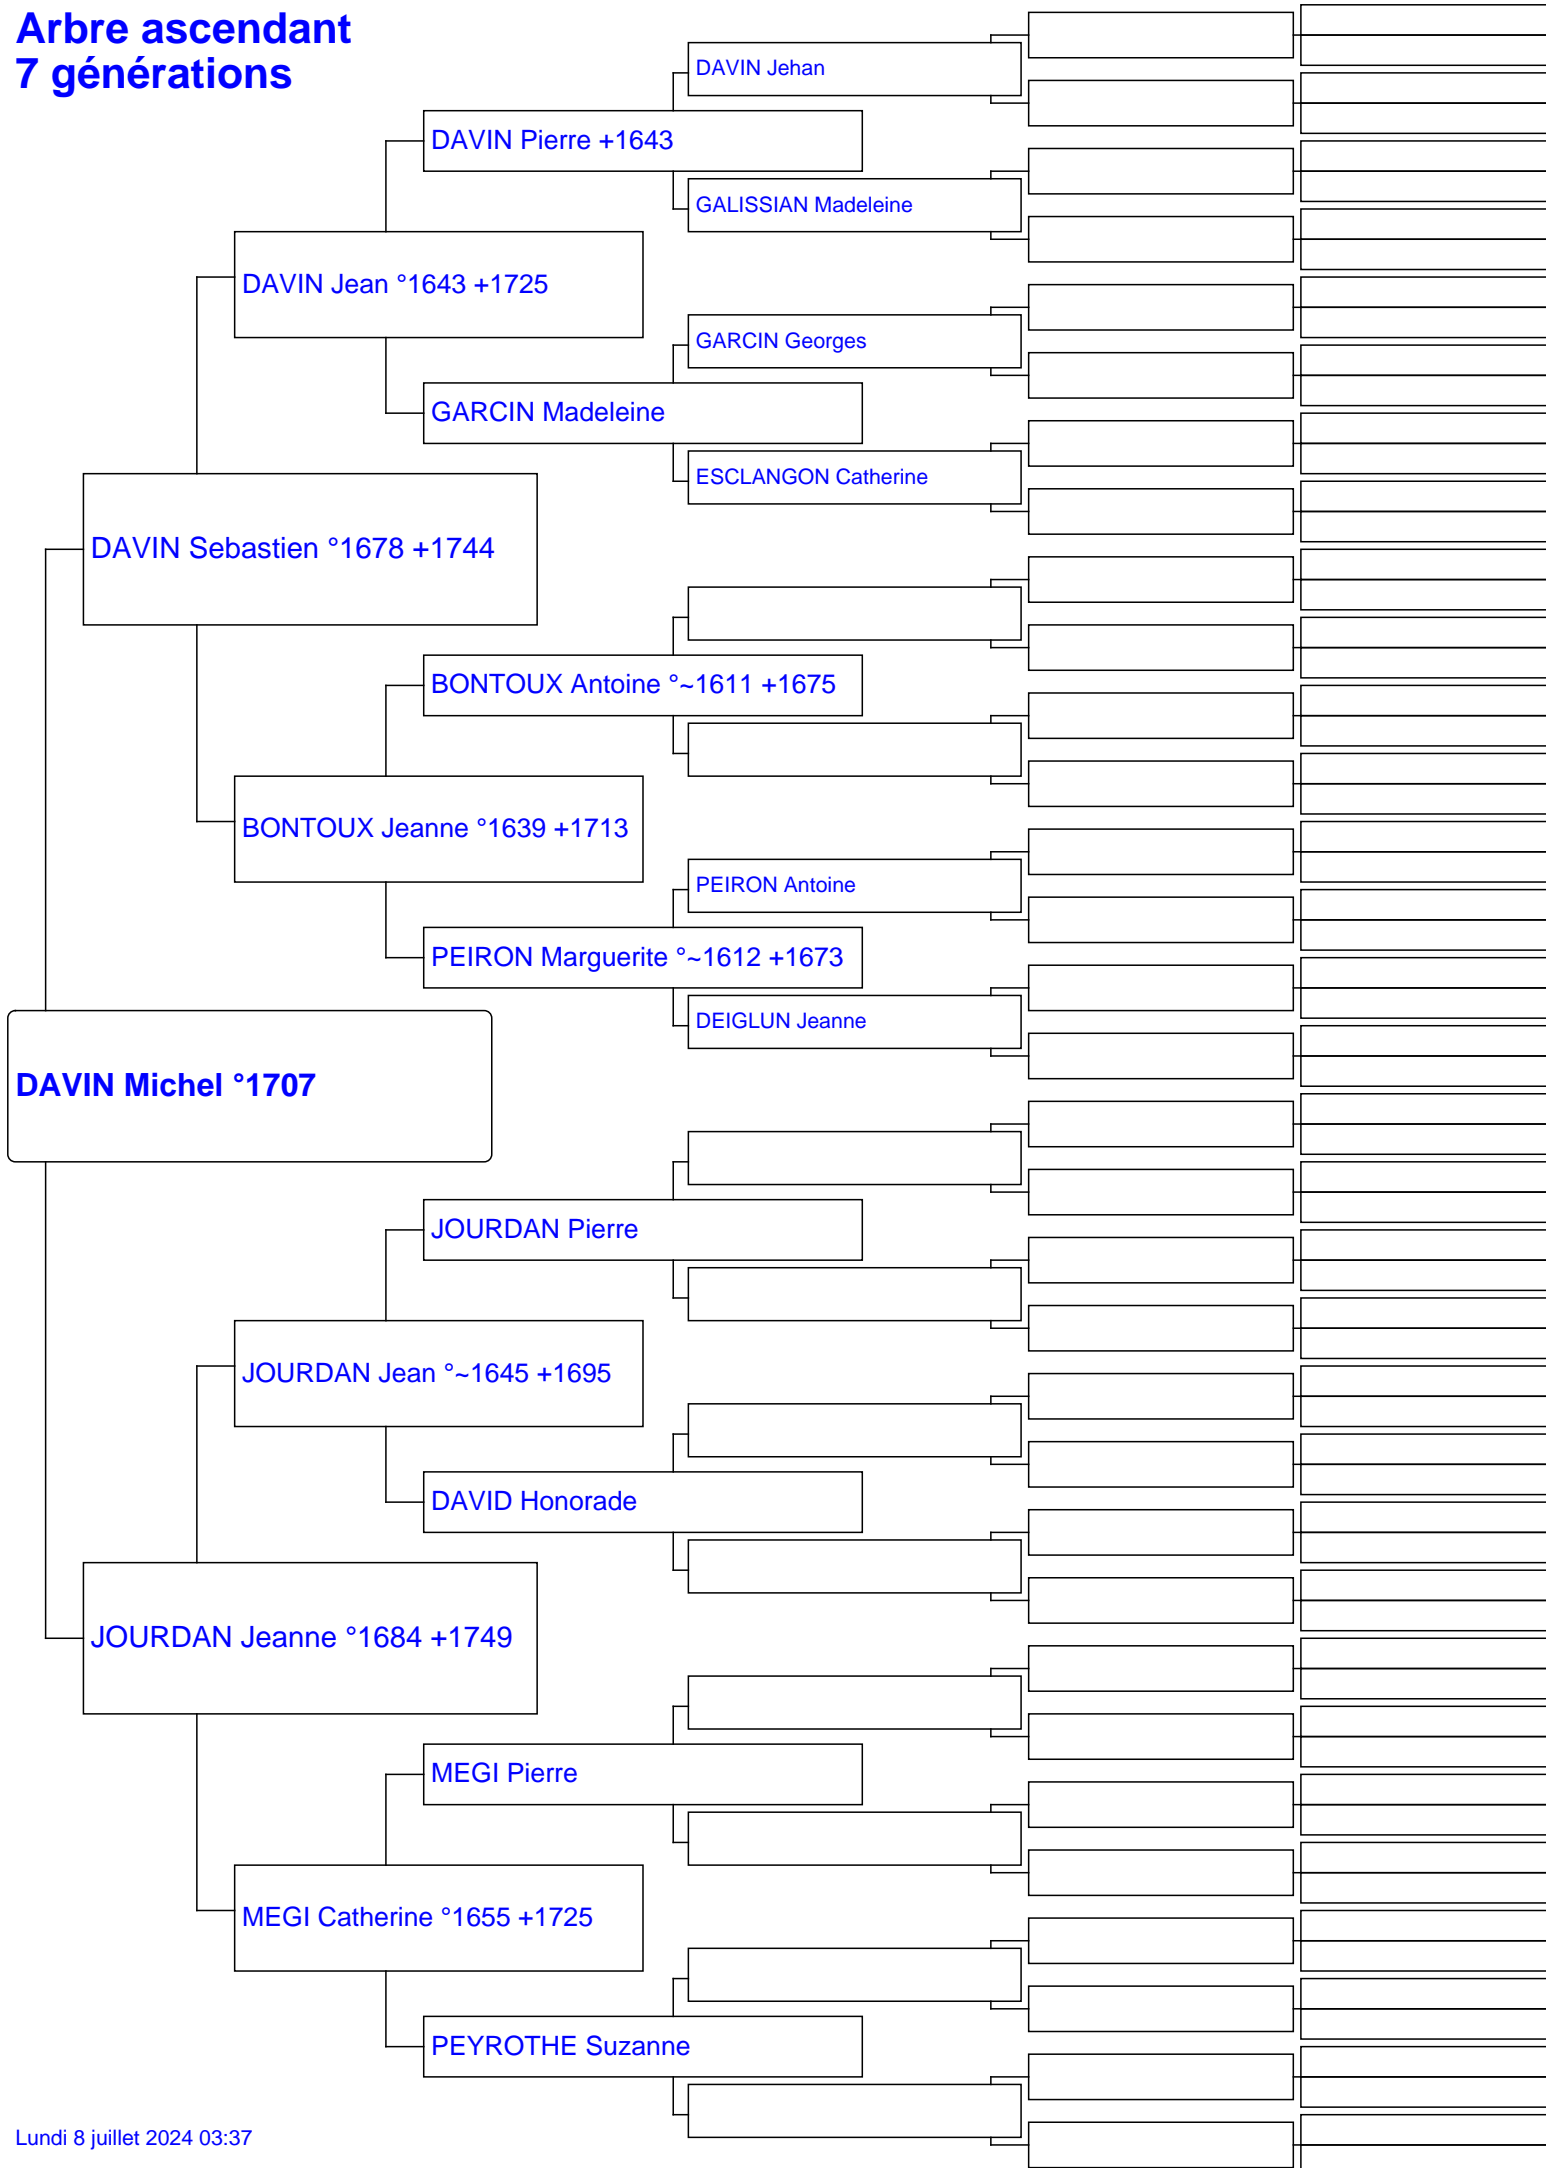 Arbre ascendant
7 générations
DAVIN Jehan
DAVIN Pierre +1643
GALISSIAN Madeleine
DAVIN Jean °1643 +1725
GARCIN Georges
GARCIN Madeleine
ESCLANGON Catherine
DAVIN Sebastien °1678 +1744
BONTOUX Antoine °~1611 +1675
BONTOUX Jeanne °1639 +1713
PEIRON Antoine
PEIRON Marguerite °~1612 +1673
DEIGLUN Jeanne
DAVIN Michel °1707
JOURDAN Pierre
JOURDAN Jean °~1645 +1695
DAVID Honorade
JOURDAN Jeanne °1684 +1749
MEGI Pierre
MEGI Catherine °1655 +1725
PEYROTHE Suzanne
Lundi 8 juillet 2024 03:37